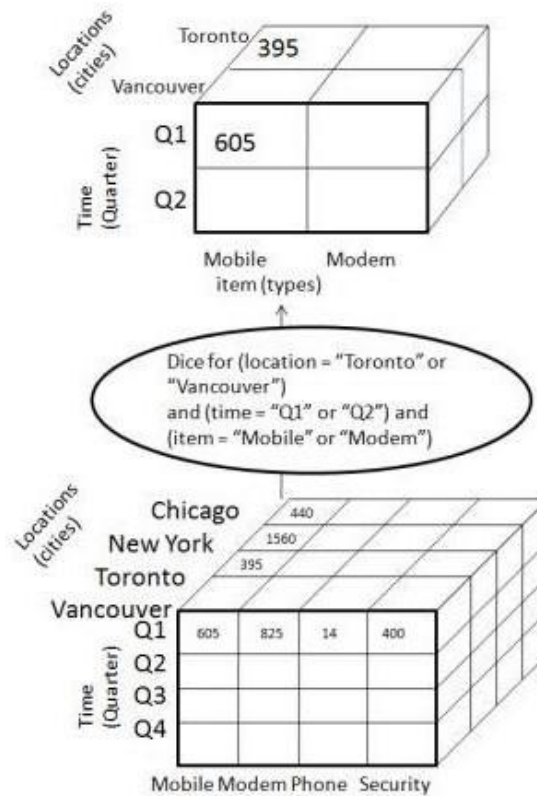 Locations
(cities)
Toronto
395
Vancouver
Q1
605
Q2
Time
(Quarter)
Mobile Modem
item (types)
Dice for (location = “Toronto” or
“Vancouver”)
and (time = “Q1” or “Q2”) and
(item = “Mobile” or “Modem”)
Locations
(cities)
Chicago
440
New York
1560
Toronto
395
Vancouver
Q1
605 825 14 400
Q2
Q3
Q4
Time
(Quarter)
Mobile Modem Phone Security